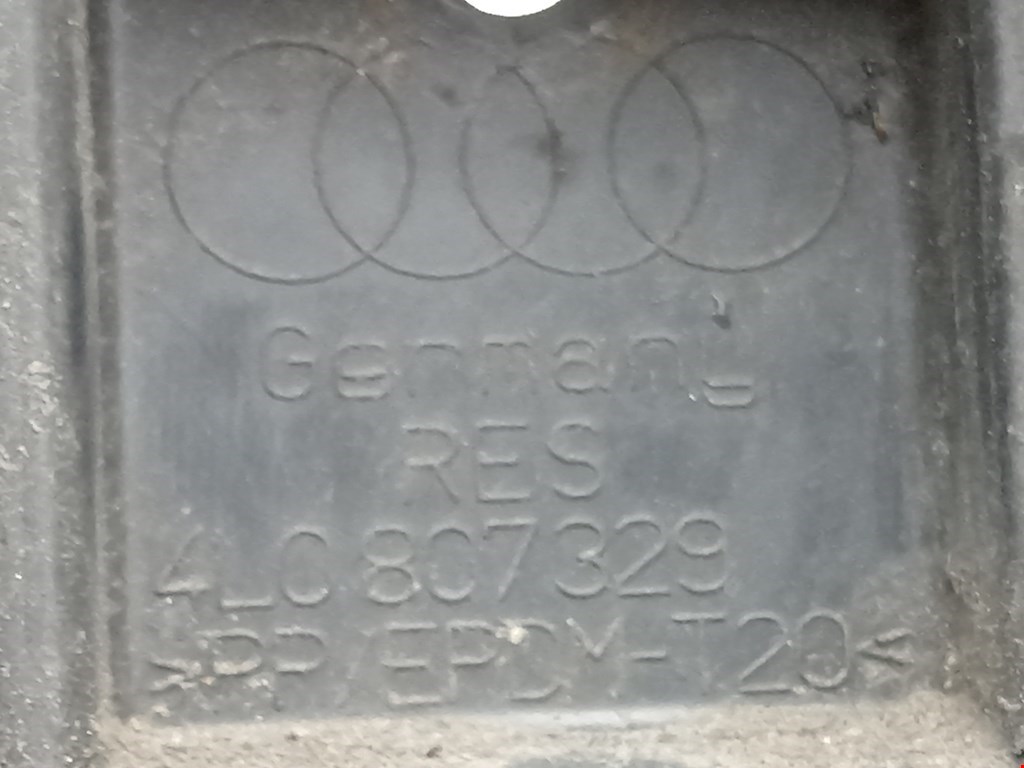 Germany
RES
4L0 807329
>PP/EPDM-T20<